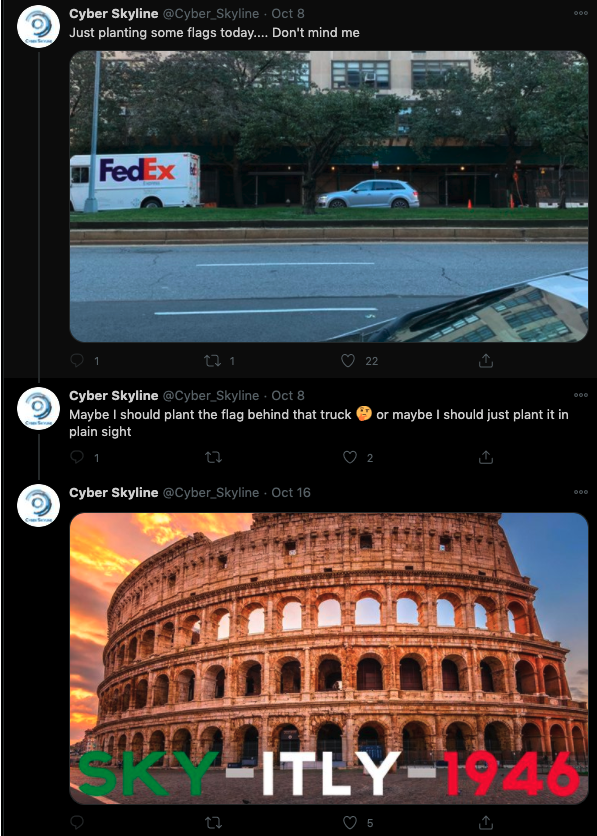 Cyber Skyline @Cyber_Skyline · Oct 8
Just planting some flags today.... Don't mind me
FedEx
Express
1 1 22
Cyber Skyline @Cyber_Skyline · Oct 8
Maybe I should plant the flag behind that truck 🤔 or maybe I should just plant it in
plain sight
1 2
Cyber Skyline @Cyber_Skyline · Oct 16
SKY-ITLY-1946
5